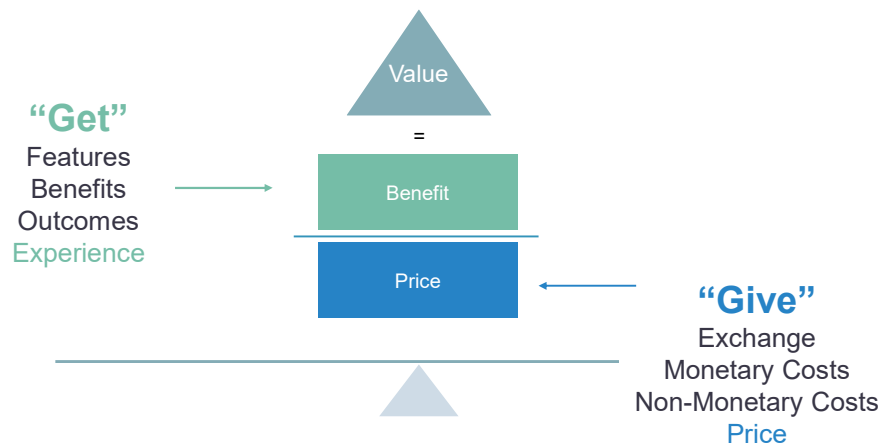 Value
=
“Get”
Features
Benefits
Outcomes
Experience
Benefit
Price
“Give”
Exchange
Monetary Costs
Non-Monetary Costs
Price